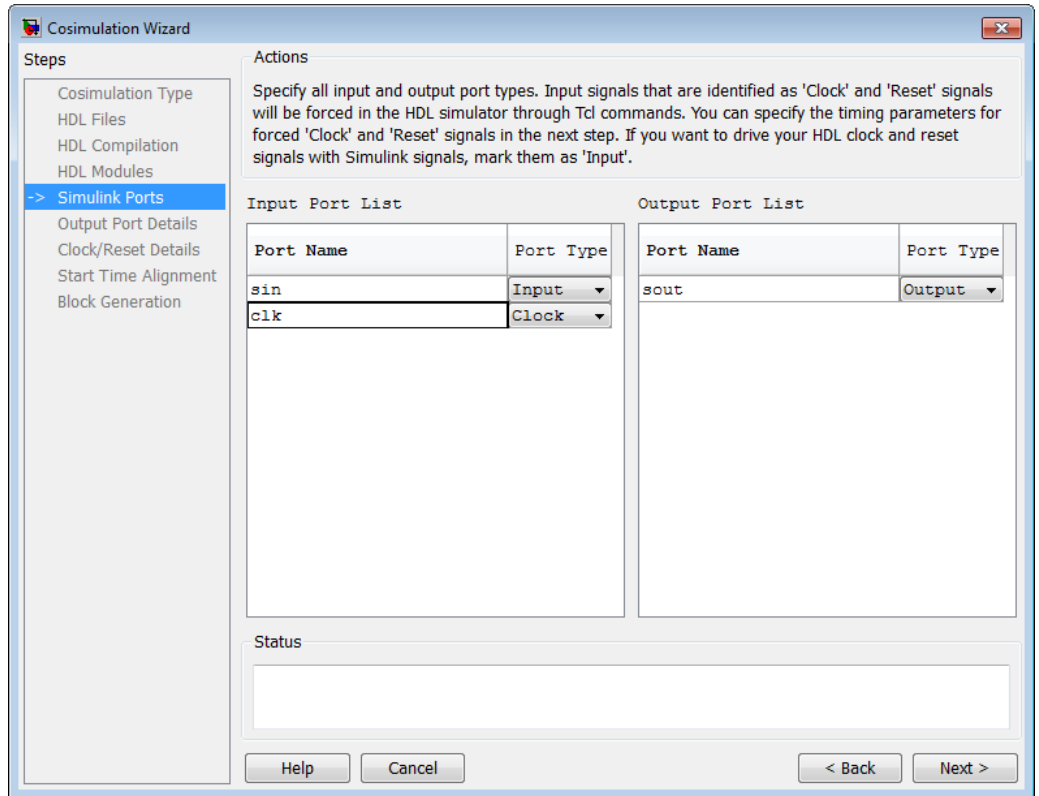 Cosimulation Wizard
Steps
Cosimulation Type
HDL Files
HDL Compilation
HDL Modules
-> Simulink Ports
Output Port Details
Clock/Reset Details
Start Time Alignment
Block Generation
Actions
Specify all input and output port types. Input signals that are identified as 'Clock' and 'Reset' signals
will be forced in the HDL simulator through Tcl commands. You can specify the timing parameters for
forced 'Clock' and 'Reset' signals in the next step. If you want to drive your HDL clock and reset
signals with Simulink signals, mark them as 'Input'.
Input Port List
Port Name Port Type
sin Input
clk Clock
Output Port List
Port Name Port Type
sout Output
Status
Help Cancel < Back Next >